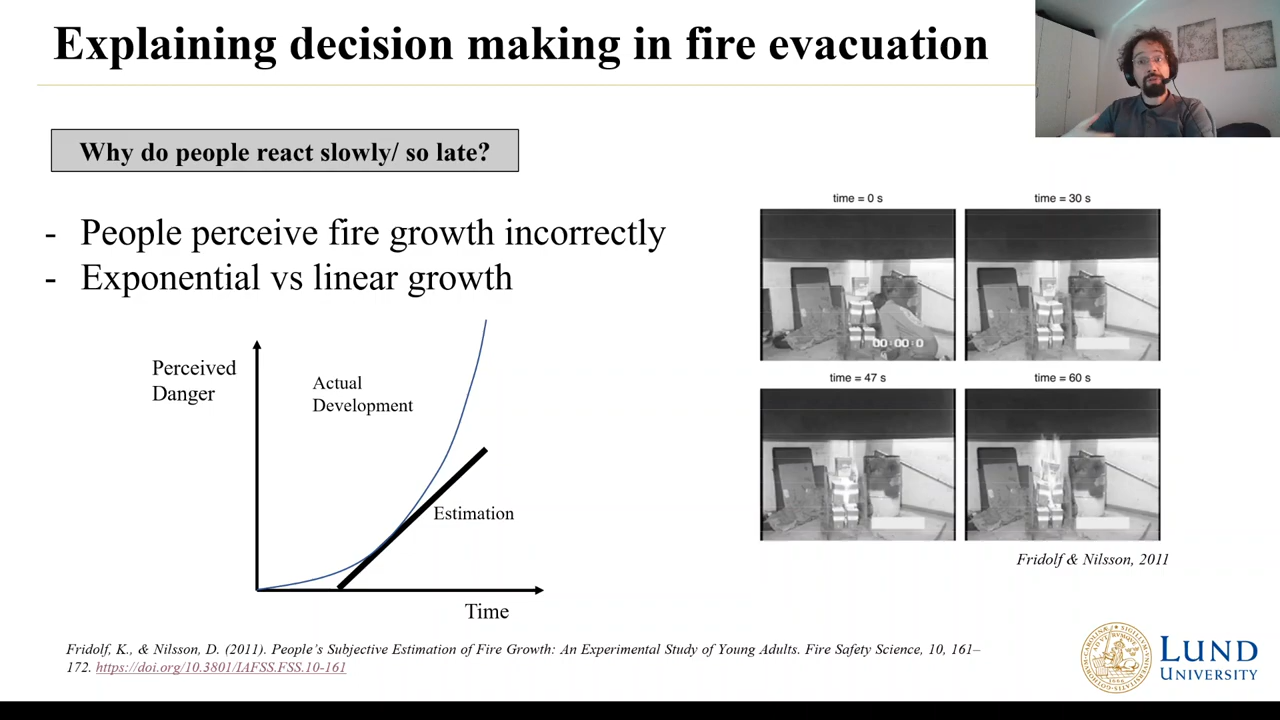 Explaining decision making in fire evacuation
Why do people react slowly/ so late?
- People perceive fire growth incorrectly
- Exponential vs linear growth
Perceived
Danger
Actual
Development
Estimation
Time
time = 0 s
time = 30 s
00:00:0
time = 47 s
time = 60 s
Fridolf & Nilsson, 2011
Fridolf, K., & Nilsson, D. (2011). People's Subjective Estimation of Fire Growth: An Experimental Study of Young Adults. Fire Safety Science, 10, 161–
172. https://doi.org/10.3801/IAFSS.FSS.10-161
LUND
UNIVERSITY